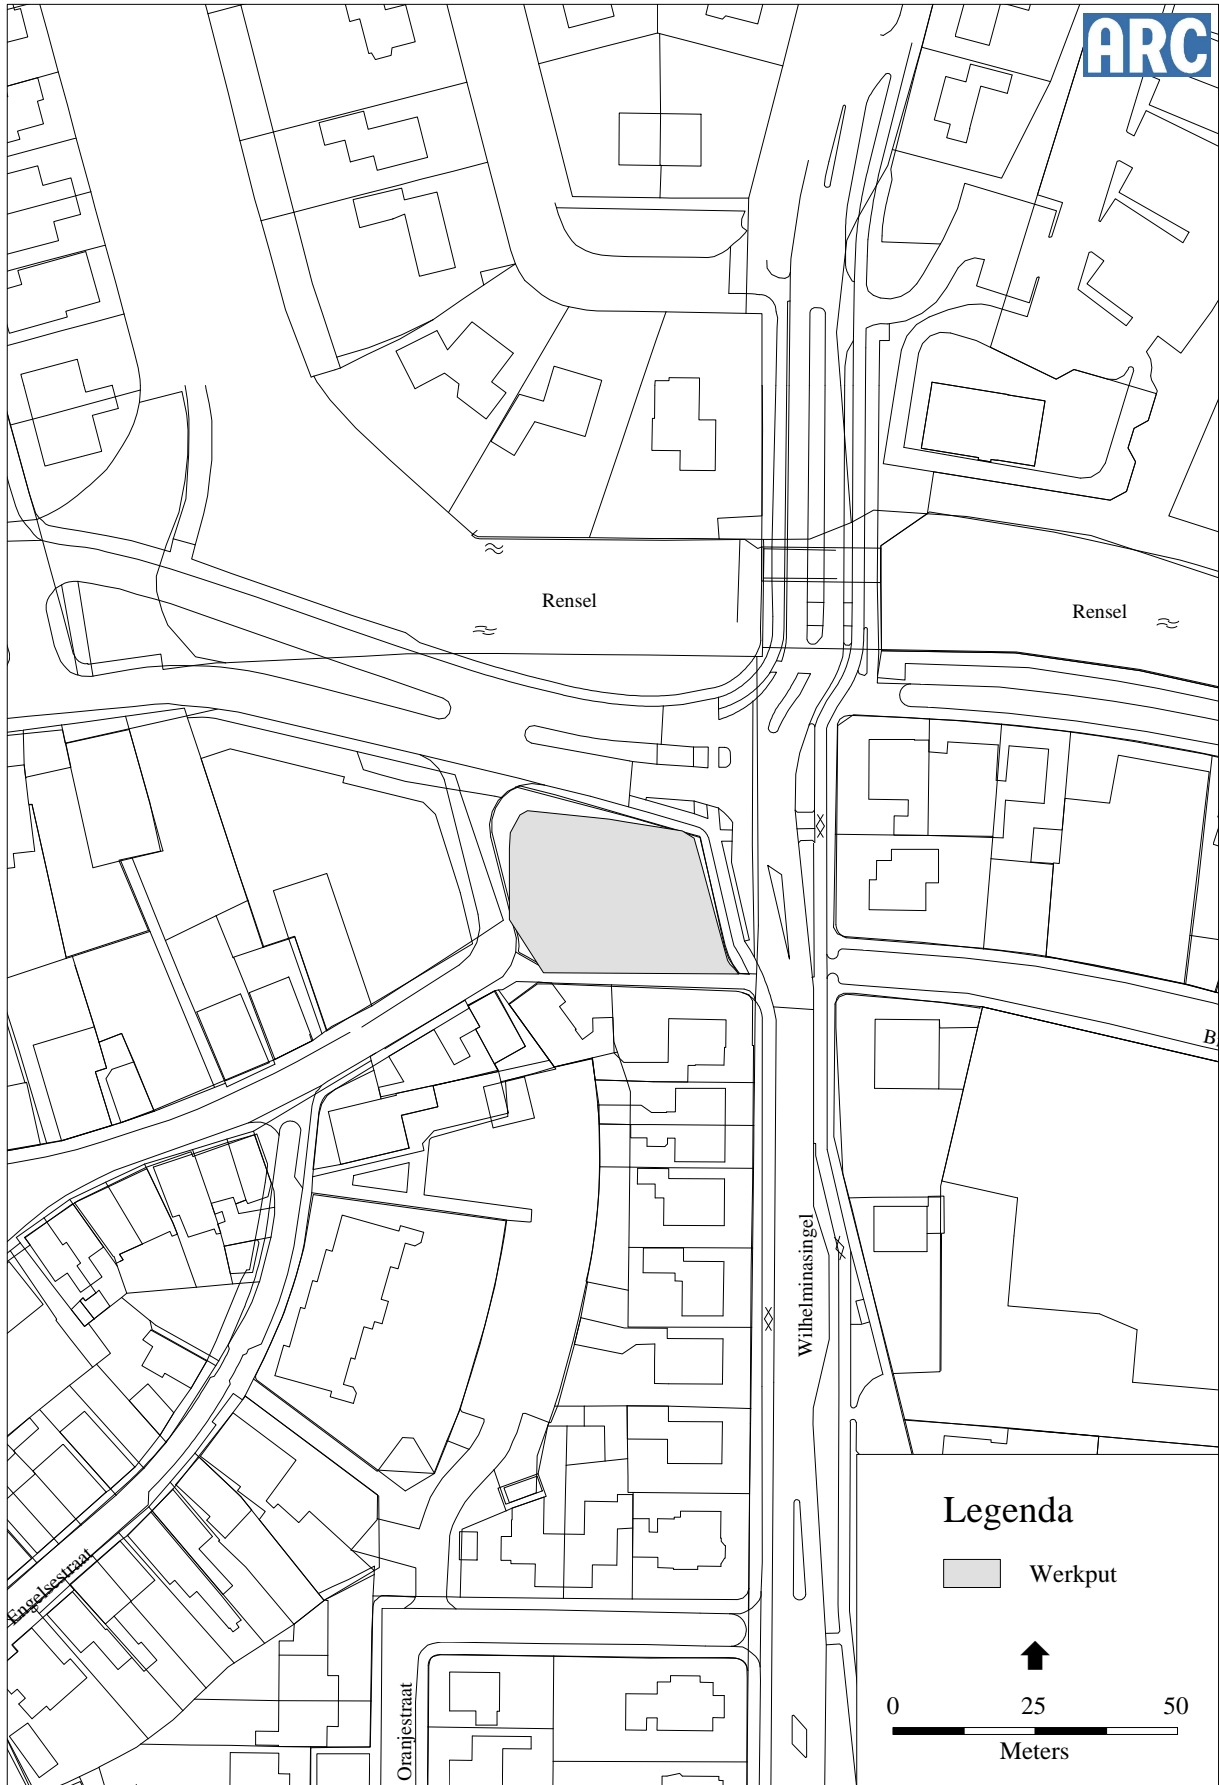 ARC
Rensel
Rensel
B
Wilhelminasingel
Legenda
Werkput
Engelsestraat
Oranjestraat
0 25 50
Meters